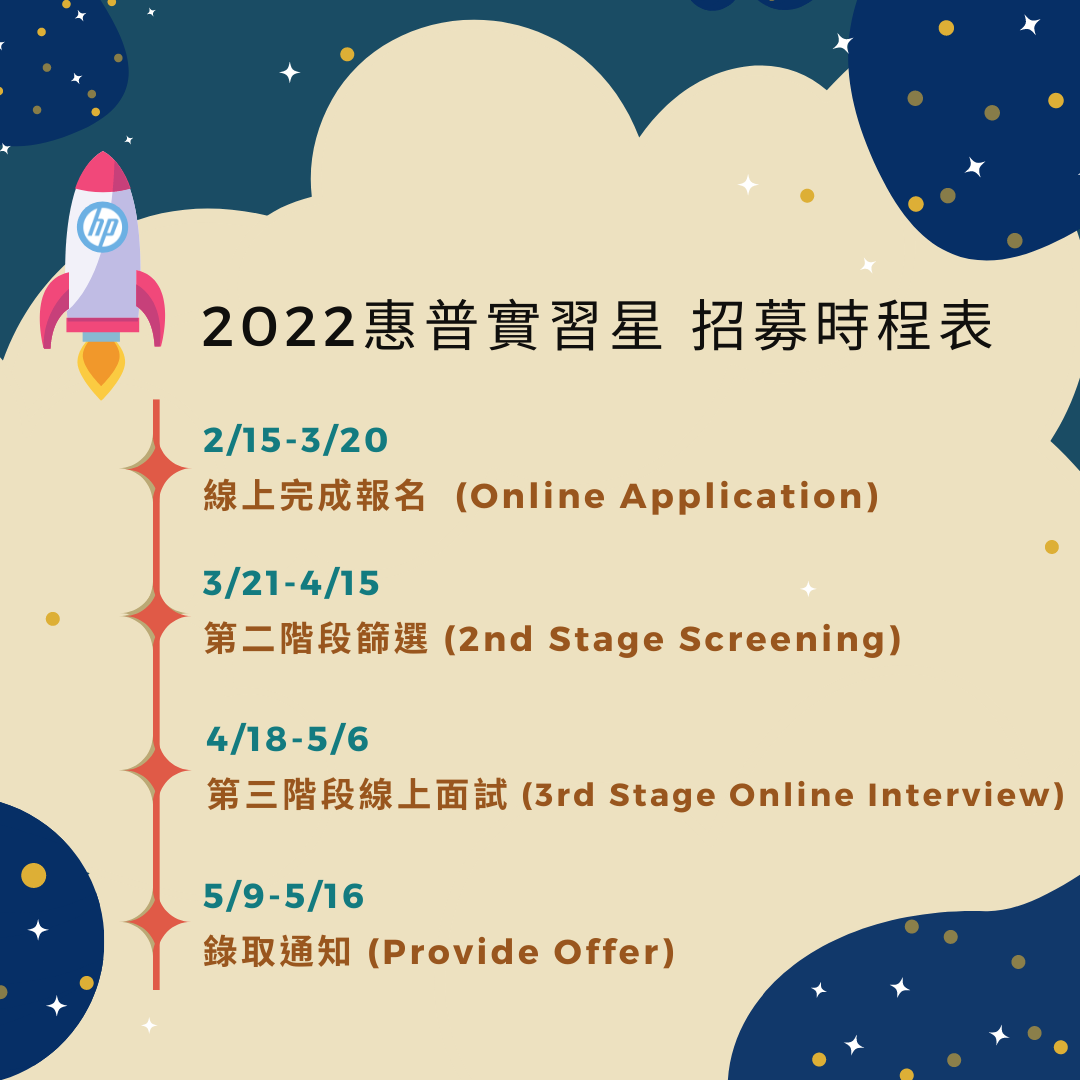 hp
2022惠普實習星 招募時程表
2/15-3/20
線上完成報名 (Online Application)
3/21-4/15
第二階段篩選 (2nd Stage Screening)
4/18-5/6
第三階段線上面試 (3rd Stage Online Interview)
5/9-5/16
錄取通知 (Provide Offer)